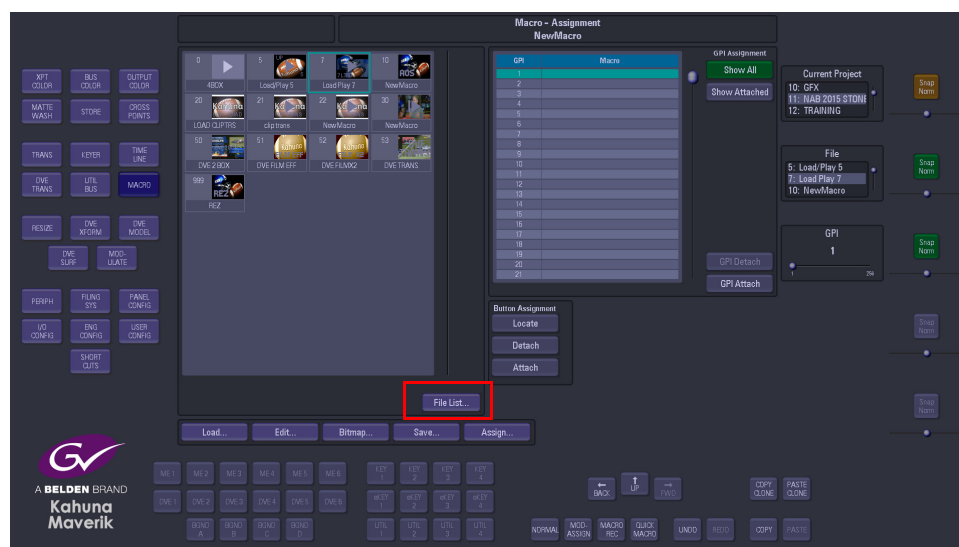 Macro - Assignment
NewMacro
XPT COLOR
BUS COLOR
OUTPUT COLOR
MATTE WASH
STORE
CROSS POINTS
TRANS
KEYER
TIME LINE
DVE TRANS
UTIL BUS
MACRO
RESIZE
DVE XFORM
DVE MODEL
DVE SURF
MOD-ULATE
PERIPH
FILING SYS
PANEL CONFIG
I/O CONFIG
ENG CONFIG
USER CONFIG
SHORT CUTS
0
4BOX
5
Load/Play 5
7
Load Play 7
10
NewMacro
20
LOAD CLIPTRS
21
cliptrans
22
NewMacro
30
NewMacro
50
DVE 2 BOX
51
DVE FILM EFF
52
DVE FILMX2
53
DVE TRANS
999
REZ
REZ
File List...
Load...
Edit...
Bitmap...
Save...
Assign...
GPI
Macro
1
2
3
4
5
6
7
8
9
10
11
12
13
14
15
16
17
18
19
20
21
GPI Assignment
Show All
Show Attached
GPI Detach
GPI Attach
Button Assignment
Locate
Detach
Attach
Current Project
10: GFX
11: NAB 2015 STONE
12: TRAINING
File
5: Load/Play 5
7: Load Play 7
10: NewMacro
GPI
1
1
256
Snap Norm
Snap Norm
Snap Norm
Snap Norm
Snap Norm
GV
A BELDEN BRAND
Kahuna
Maverik
ME 1
ME 2
ME 3
ME 4
ME 5
ME 6
KEY 1
KEY 2
KEY 3
KEY 4
DVE 1
DVE 2
DVE 3
DVE 4
DVE 5
DVE 6
eKEY 1
eKEY 2
eKEY 3
eKEY 4
BGND A
BGND B
BGND C
BGND D
UTIL 1
UTIL 2
UTIL 3
UTIL 4
BACK
UP
FWD
COPY CLONE
PASTE CLONE
NORMAL
MOD-ASSIGN
MACRO REC
QUICK MACRO
UNDO
REDO
COPY
PASTE